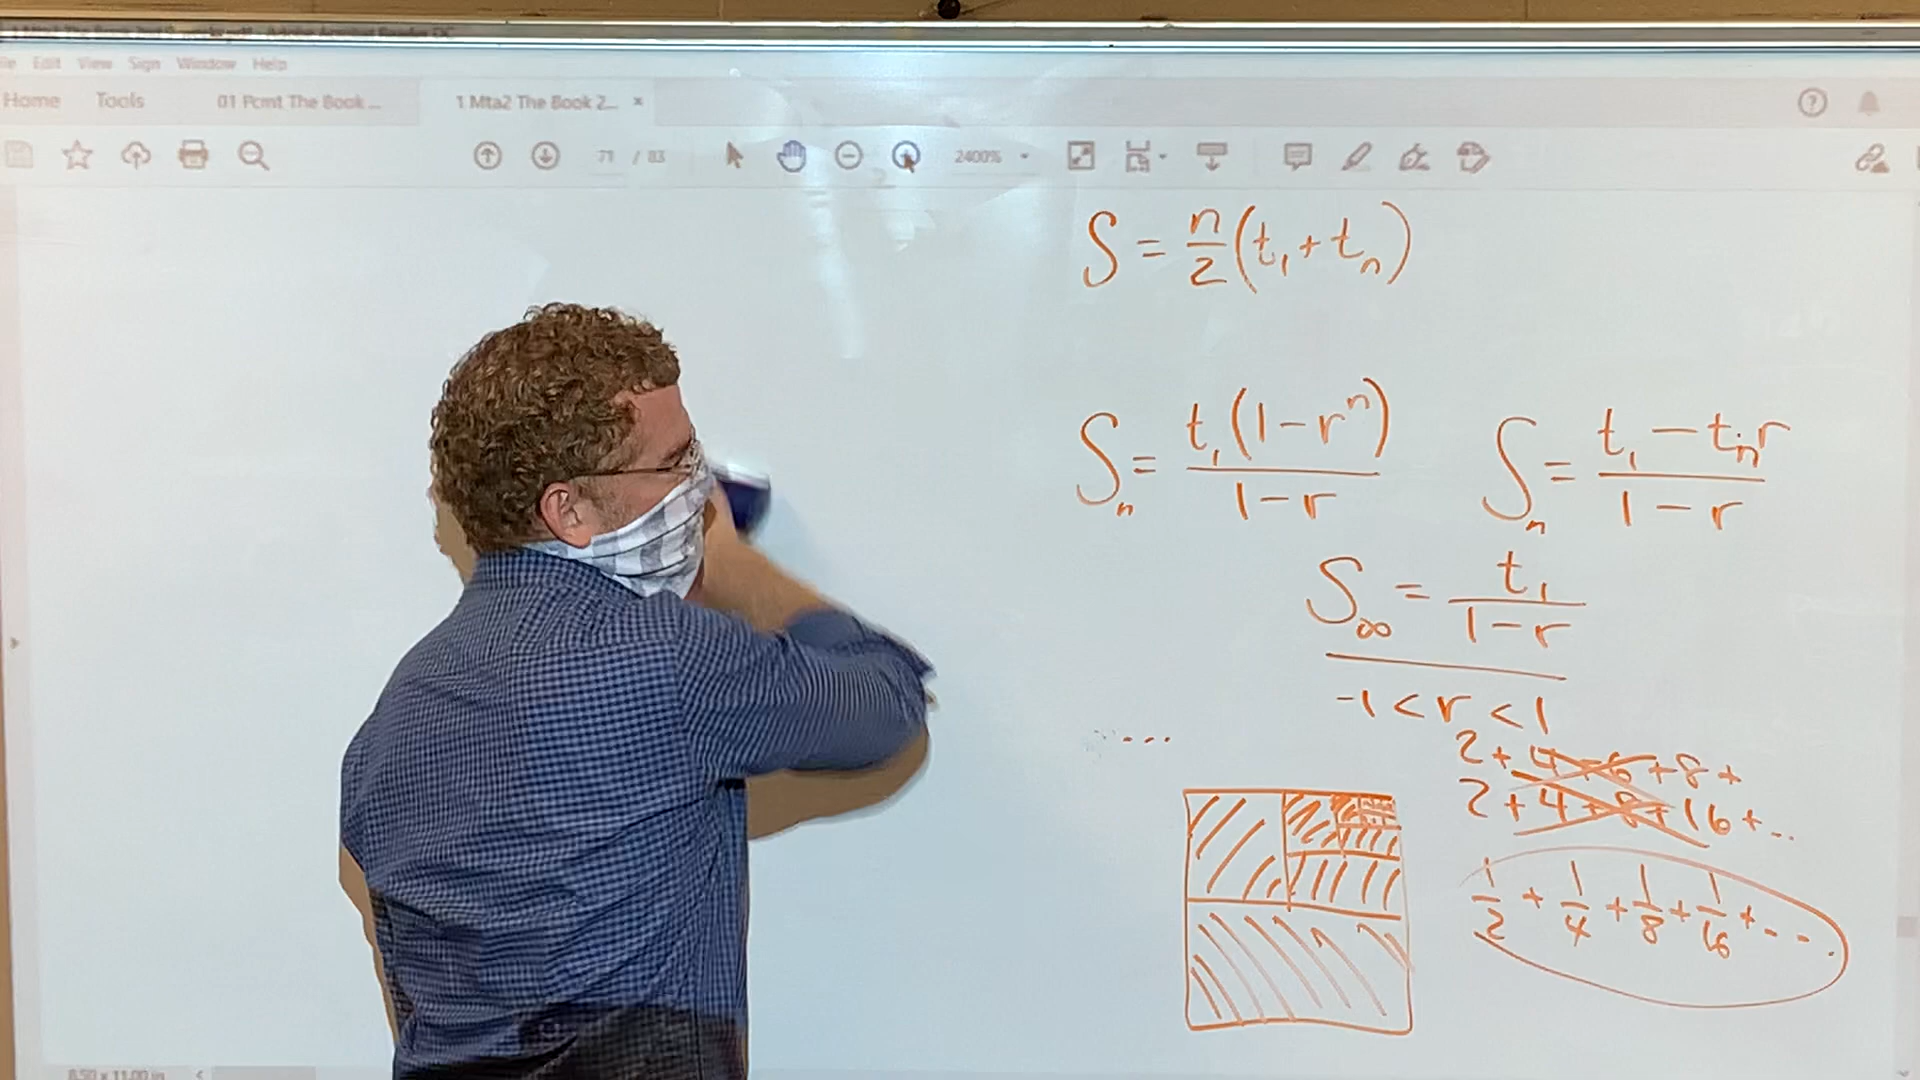 Edit View Sign Window Help
Home Tools 01 Pcmt The Book ... 1 Mta2 The Book 2... ×
71 / 83 2400%
S = n/2 (t₁ + tₙ)
Sₙ = t₁(1 - rⁿ) / 1 - r
Sₙ = t₁ - tₙr / 1 - r
S∞ = t₁ / 1 - r
-1 < r < 1
...
2 + 4 + 6 + 8 +
2 + 4 + 8 + 16 + ...
1/2 + 1/4 + 1/8 + 1/16 + ...
8.50 x 11.00 in